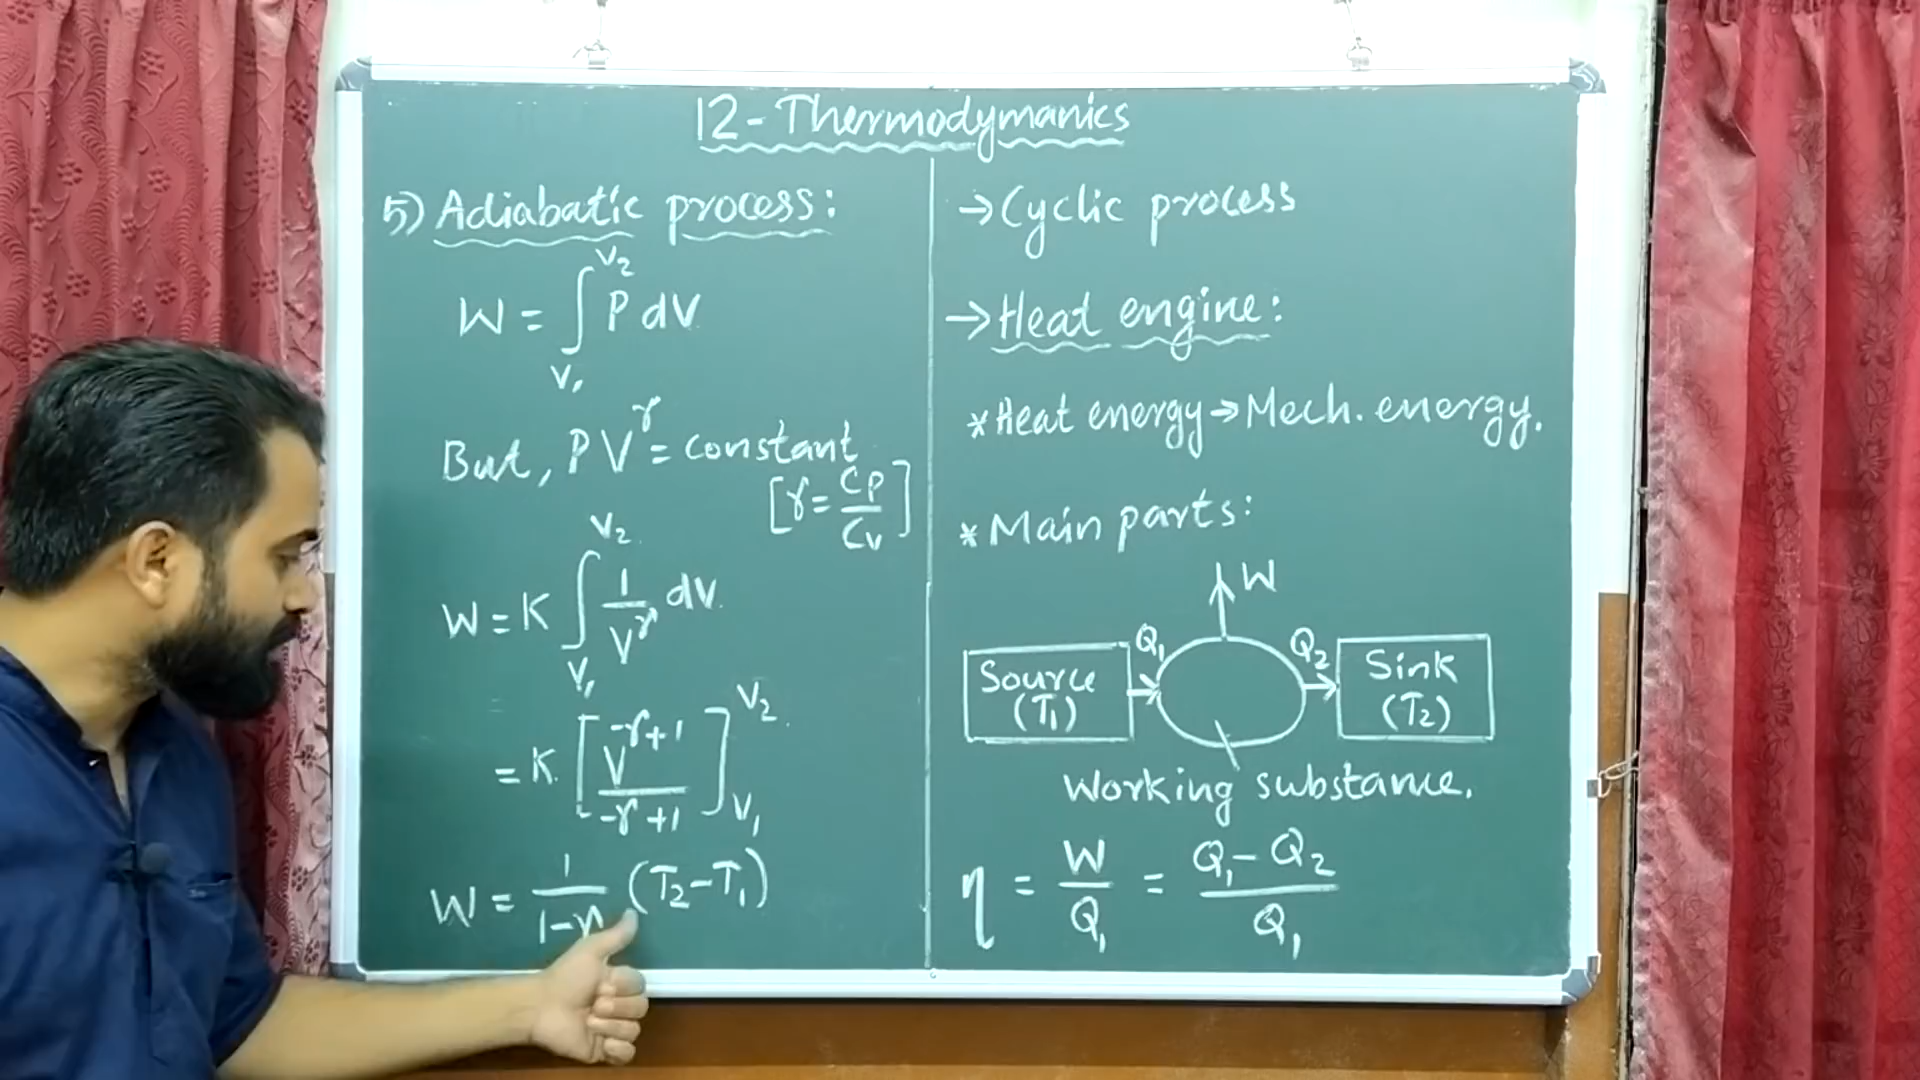 12-Thermodymanics
5) Adiabatic process:
W = ∫ P dV
V₂
V₁
But, PV^γ = constant
[γ = Cp/Cv]
W = K ∫ 1/V^γ dV.
V₂
V₁
= K. [V^(-γ+1)/(-γ+1)]
V₂
V₁
W = 1/(1-γ) (T₂-T₁)
→ Cyclic process
→ Heat engine:
* Heat energy → Mech. energy.
* Main parts:
W
Source (T₁)
Q₁
Q₂
Sink (T₂)
Working substance.
η = W/Q₁ = (Q₁-Q₂)/Q₁